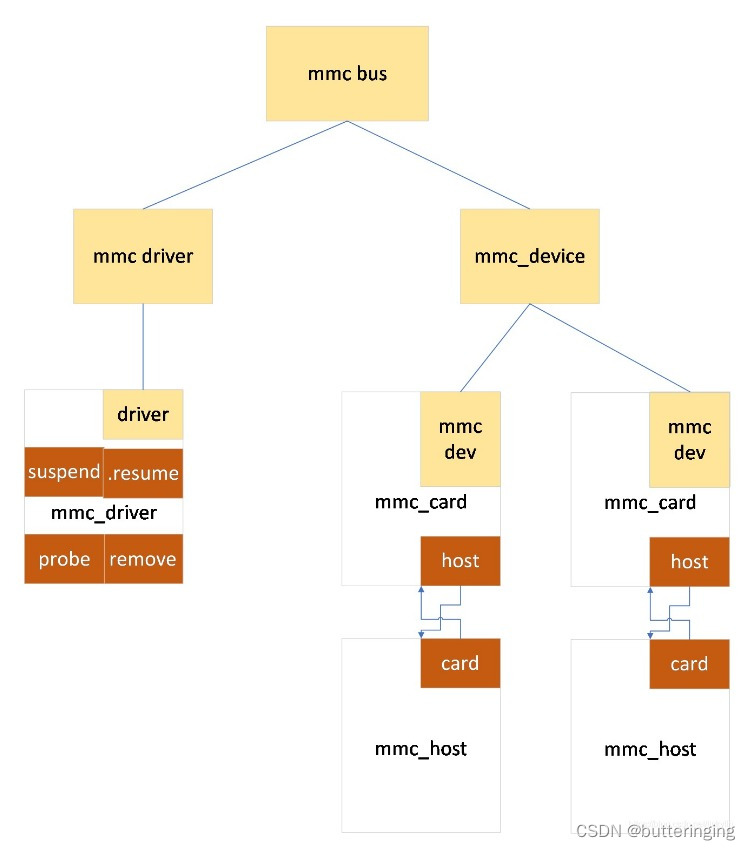 mmc bus
mmc driver
mmc_device
driver
suspend
.resume
mmc_driver
probe
remove
mmc
dev
mmc_card
host
card
mmc_host
mmc
dev
mmc_card
host
card
mmc_host
CSDN @butteringing